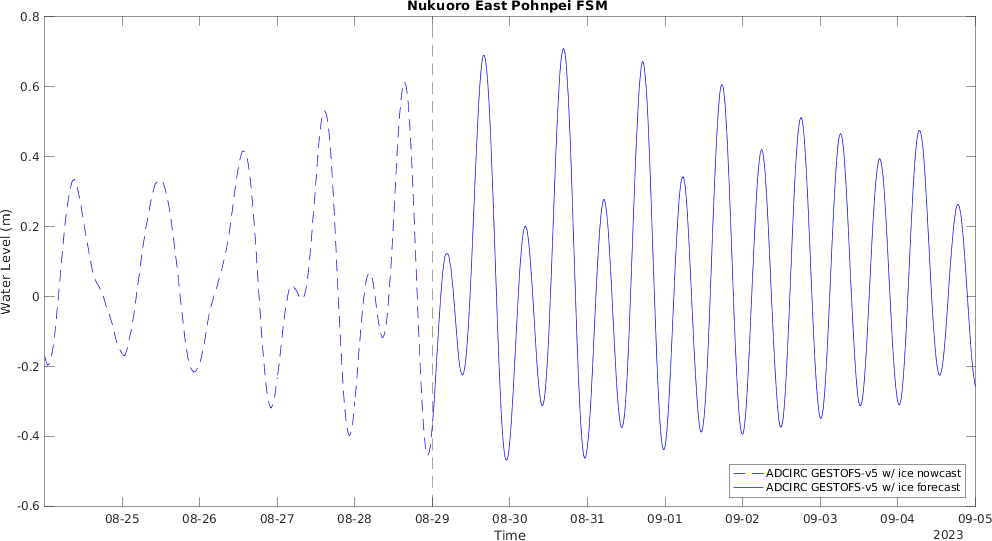 Nukuoro East Pohnpei FSM
0.8
0.6
0.4
0.2
0
-0.2
-0.4
-0.6
Water Level (m)
ADCIRC GESTOFS-v5 w/ ice nowcast
ADCIRC GESTOFS-v5 w/ ice forecast
08-25 08-26 08-27 08-28 08-29 08-30 08-31 09-01 09-02 09-03 09-04 09-05
Time
2023